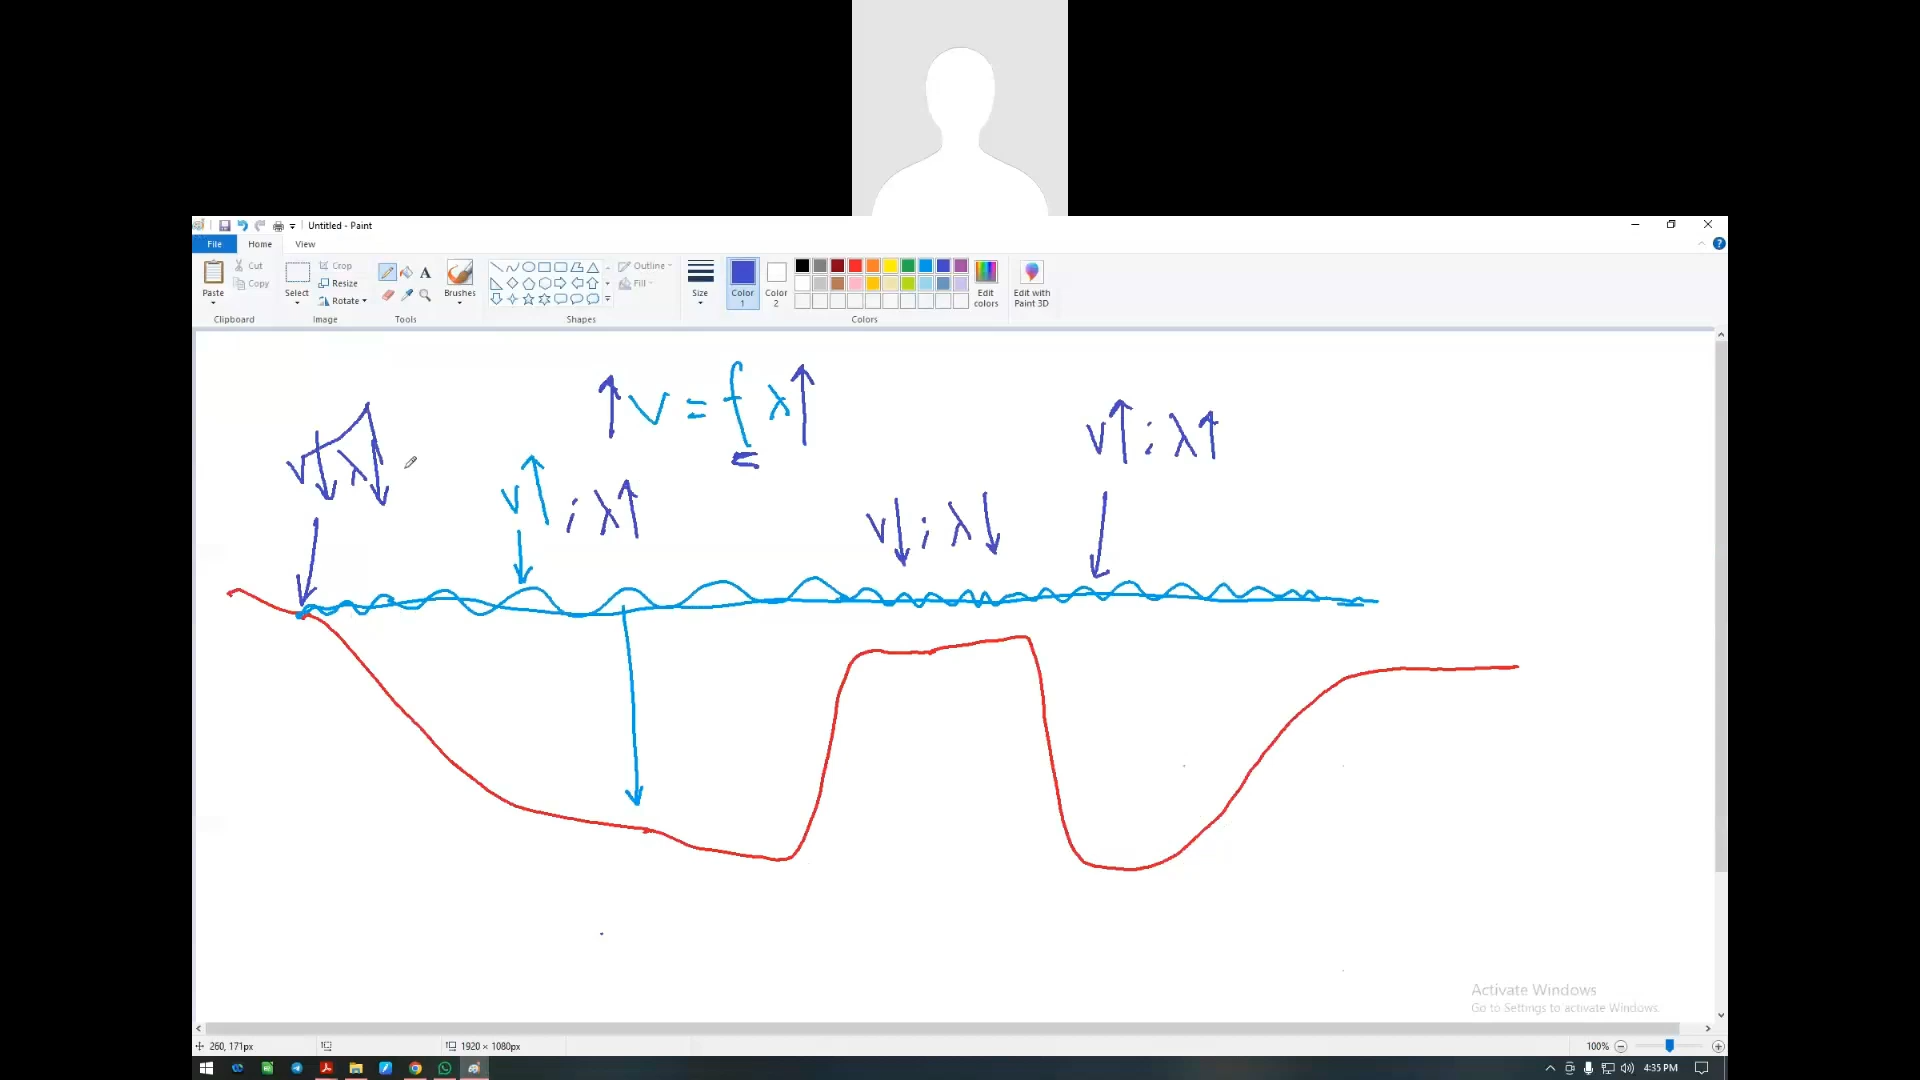 Untitled - Paint
File Home View
Paste
Cut
Copy
Clipboard
Select
Crop
Resize
Rotate
Image
A
Tools
Brushes
Outline
Fill
Shapes
Size
Color 1
Color 2
Colors
Edit colors
Edit with Paint 3D
?
↑ v = f λ ↑
v↓ λ↓
v↑ ; λ↑
v↓ ; λ↓
v↑ ; λ↑
Activate Windows
Go to Settings to activate Windows.
260, 171px
1920 × 1080px
100%
4:35 PM